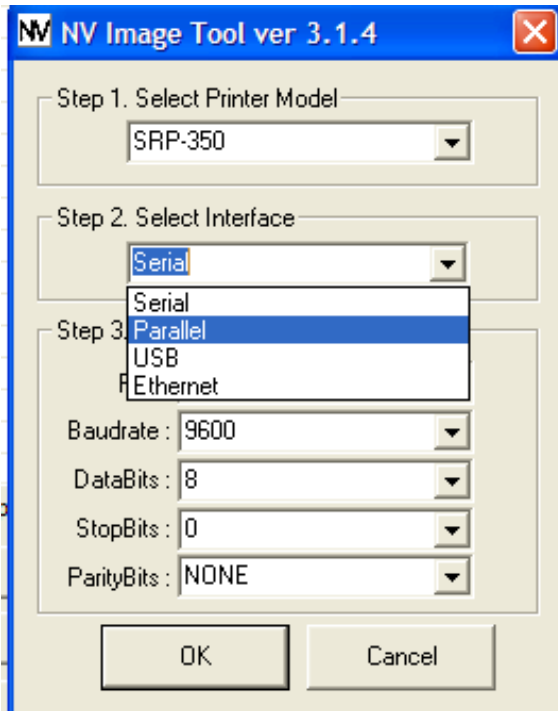 NV NV Image Tool ver 3.1.4
Step 1. Select Printer Model
SRP-350
Step 2. Select Interface
Serial
Serial
Parallel
USB
Ethernet
Step 3.
Baudrate : 9600
DataBits : 8
StopBits : 0
ParityBits : NONE
OK Cancel